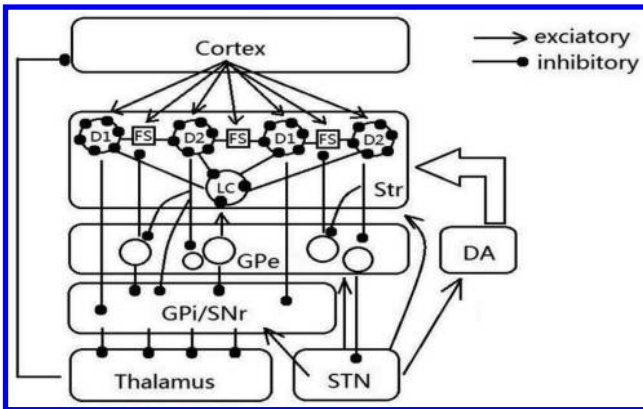 Cortex
exciatory
inhibitory
D1 FS D2 FS D1 FS D2
LC
Str
GPe
DA
GPi/SNr
Thalamus
STN